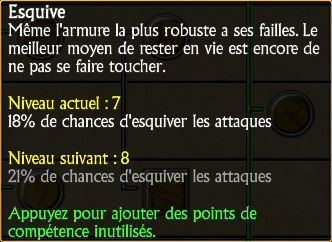 Esquive
Même l'armure la plus robuste a ses failles. Le
meilleur moyen de rester en vie est encore de
ne pas se faire toucher.
Niveau actuel : 7
18% de chances d'esquiver les attaques
Niveau suivant : 8
21% de chances d'esquiver les attaques
Appuyez pour ajouter des points de
compétence inutilisés.